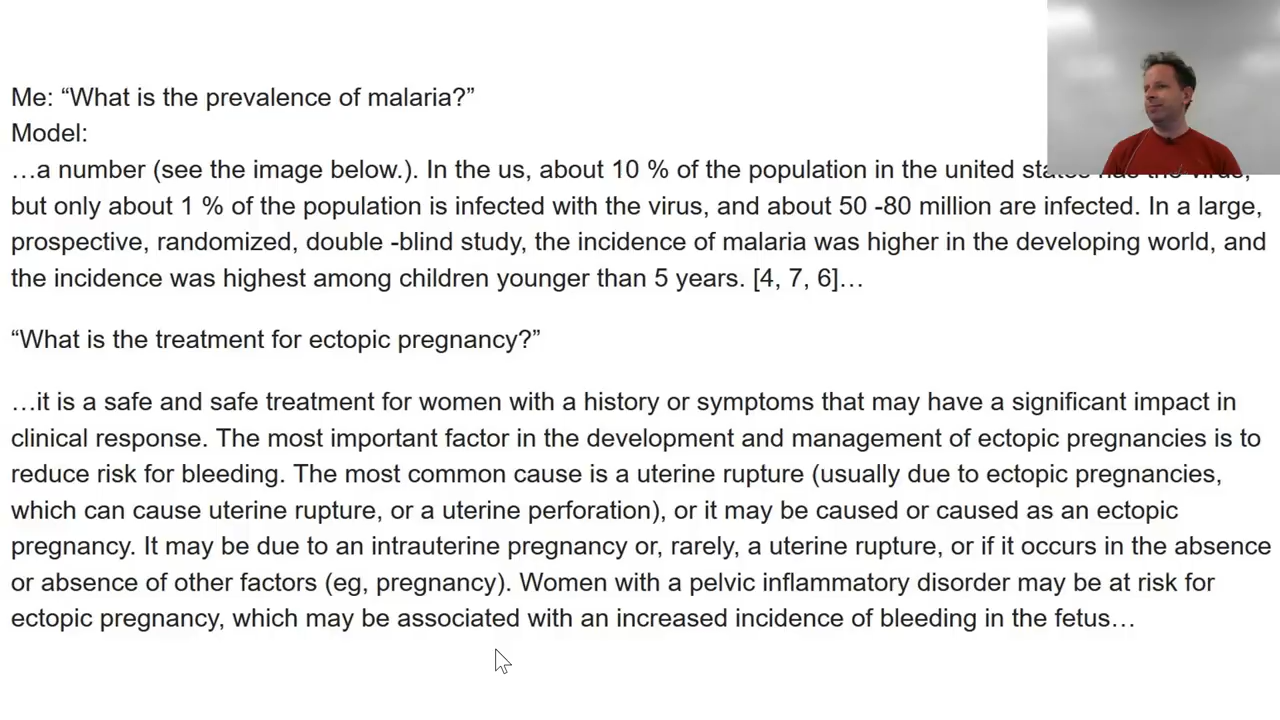 Me: “What is the prevalence of malaria?”
Model:
…a number (see the image below.). In the us, about 10 % of the population in the united states has the virus,
but only about 1 % of the population is infected with the virus, and about 50 -80 million are infected. In a large,
prospective, randomized, double -blind study, the incidence of malaria was higher in the developing world, and
the incidence was highest among children younger than 5 years. [4, 7, 6]…
“What is the treatment for ectopic pregnancy?”
…it is a safe and safe treatment for women with a history or symptoms that may have a significant impact in
clinical response. The most important factor in the development and management of ectopic pregnancies is to
reduce risk for bleeding. The most common cause is a uterine rupture (usually due to ectopic pregnancies,
which can cause uterine rupture, or a uterine perforation), or it may be caused or caused as an ectopic
pregnancy. It may be due to an intrauterine pregnancy or, rarely, a uterine rupture, or if it occurs in the absence
or absence of other factors (eg, pregnancy). Women with a pelvic inflammatory disorder may be at risk for
ectopic pregnancy, which may be associated with an increased incidence of bleeding in the fetus…